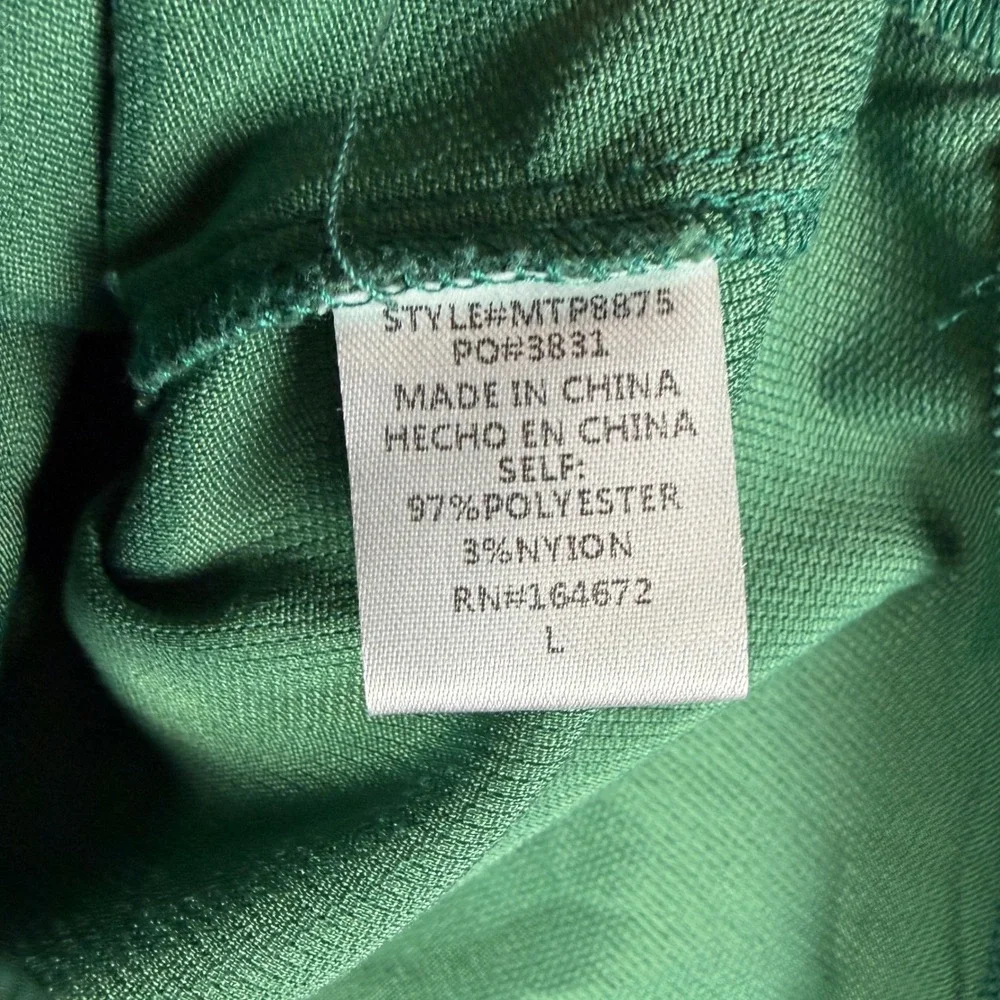 STYLE#MTP8875
PO#3831
MADE IN CHINA
HECHO EN CHINA
SELF:
97%POLYESTER
3%NYION
RN#164672
L